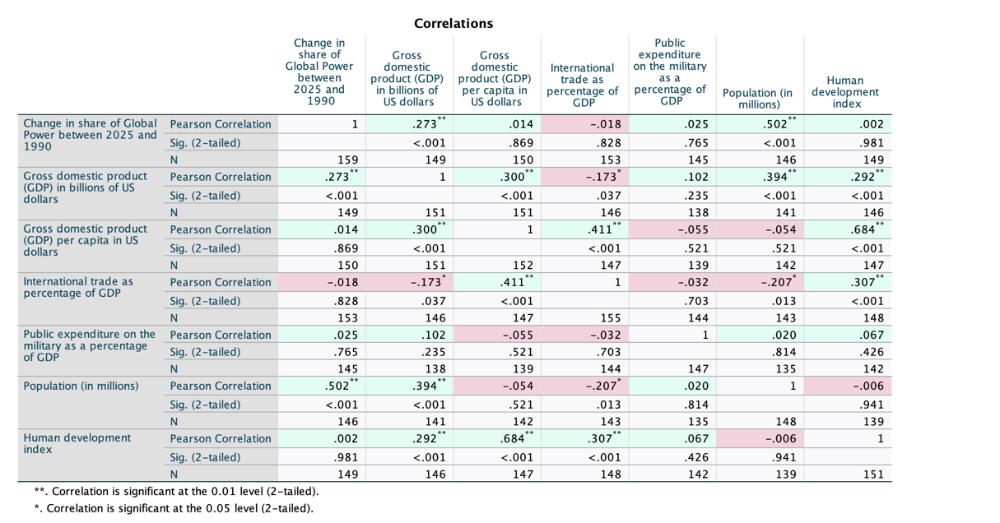 Correlations
Change in share of Global Power between 2025 and 1990
Gross domestic product (GDP) in billions of US dollars
Gross domestic product (GDP) per capita in US dollars
International trade as percentage of GDP
Public expenditure on the military as a percentage of GDP
Population (in millions)
Human development index
Change in share of Global Power between 2025 and 1990
Pearson Correlation 1 .273** .014 -.018 .025 .502** .002
Sig. (2-tailed) <.001 .869 .828 .765 <.001 .981
N 159 149 150 153 145 146 149
Gross domestic product (GDP) in billions of US dollars
Pearson Correlation .273** 1 .300** -.173* .102 .394** .292**
Sig. (2-tailed) <.001 <.001 .037 .235 <.001 <.001
N 149 151 151 146 138 141 146
Gross domestic product (GDP) per capita in US dollars
Pearson Correlation .014 .300** 1 .411** -.055 -.054 .684**
Sig. (2-tailed) .869 <.001 <.001 .521 .521 <.001
N 150 151 152 147 139 142 147
International trade as percentage of GDP
Pearson Correlation -.018 -.173* .411** 1 -.032 -.207* .307**
Sig. (2-tailed) .828 .037 <.001 .703 .013 <.001
N 153 146 147 155 144 143 148
Public expenditure on the military as a percentage of GDP
Pearson Correlation .025 .102 -.055 -.032 1 .020 .067
Sig. (2-tailed) .765 .235 .521 .703 .814 .426
N 145 138 139 144 147 135 142
Population (in millions)
Pearson Correlation .502** .394** -.054 -.207* .020 1 -.006
Sig. (2-tailed) <.001 <.001 .521 .013 .814 .941
N 146 141 142 143 135 148 139
Human development index
Pearson Correlation .002 .292** .684** .307** .067 -.006 1
Sig. (2-tailed) .981 <.001 <.001 <.001 .426 .941
N 149 146 147 148 142 139 151
**. Correlation is significant at the 0.01 level (2-tailed).
*. Correlation is significant at the 0.05 level (2-tailed).